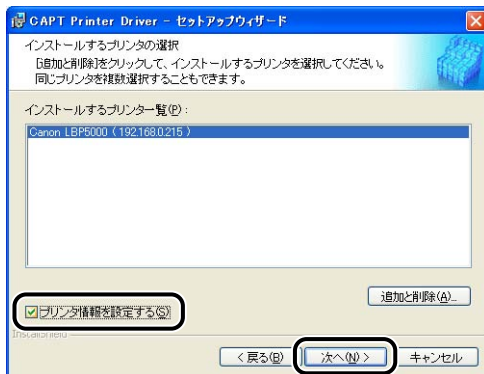 CAPT Printer Driver - セットアップウィザード
インストールするプリンタの選択
[追加と削除]をクリックして、インストールするプリンタを選択してください。
同じプリンタを複数選択することもできます。
インストールするプリンター覧(P):
Canon LBP5000 ( 192.168.0.215 )
追加と削除(A)...
プリンタ情報を設定する(S)
InstallShield
< 戻る(B)
次へ(N) >
キャンセル